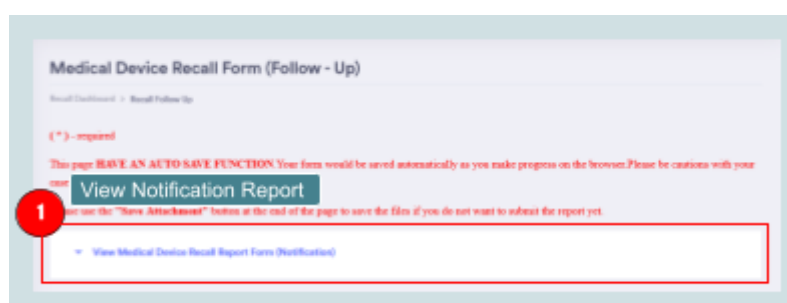 Medical Device Recall Form (Follow - Up)
Recall Dashboard > Recall Follow Up
( * ) - required
This page HAVE AN AUTO SAVE FUNCTION.Your form would be saved automatically as you make progress on the browser.Please be cautions with your
case
View Notification Report
1
use the "Save Attachment" button at the end of the page to save the files if you do not want to submit the report yet.
View Medical Device Recall Report Form (Notification)